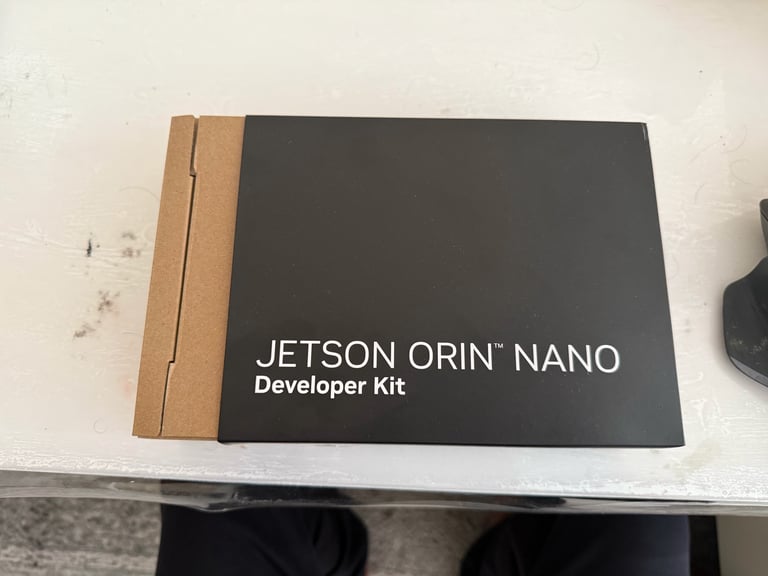 JETSON ORIN™ NANO
Developer Kit